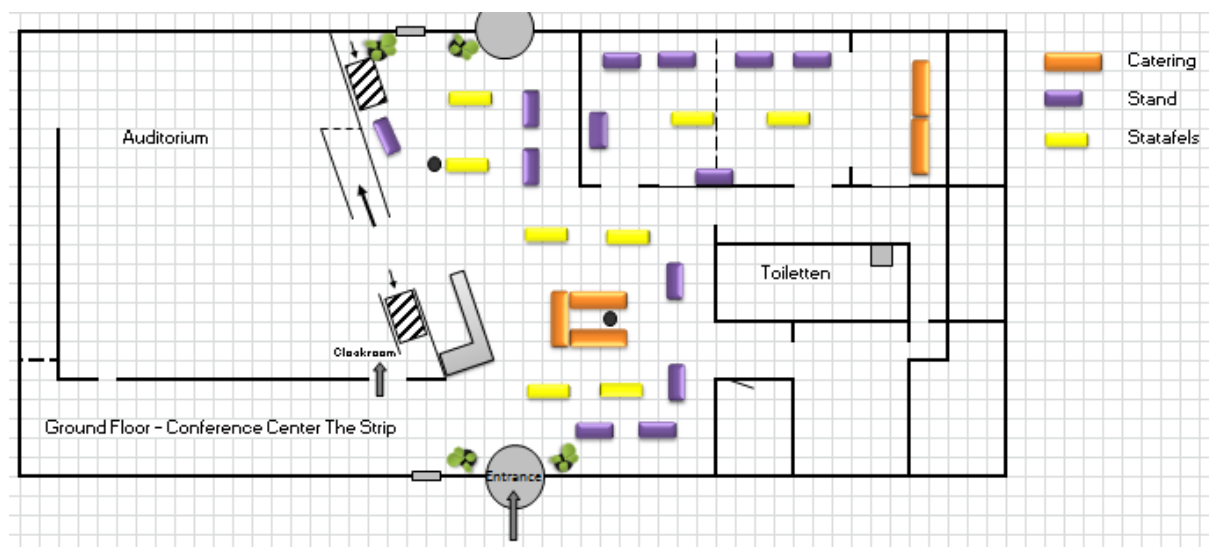 Catering
Stand
Auditorium
Statafels
Toiletten
Cloakroom
Ground Floor - Conference Center The Strip
Entrance